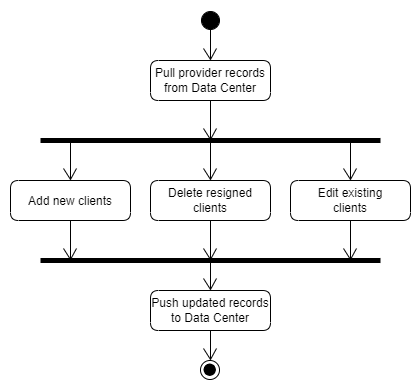 Pull provider records
from Data Center
Add new clients
Delete resigned
clients
Edit existing
clients
Push updated records
to Data Center